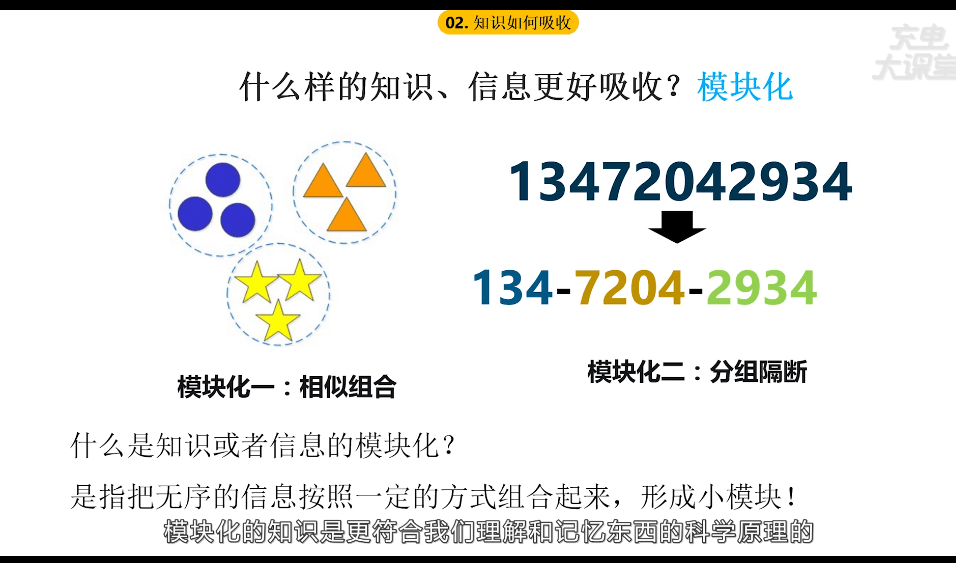 02. 知识如何吸收
充电
大课堂
什么样的知识、信息更好吸收？模块化
13472042934
134-7204-2934
模块化一：相似组合
模块化二：分组隔断
什么是知识或者信息的模块化？
是指把无序的信息按照一定的方式组合起来，形成小模块！
模块化的知识是更符合我们理解和记忆东西的科学原理的